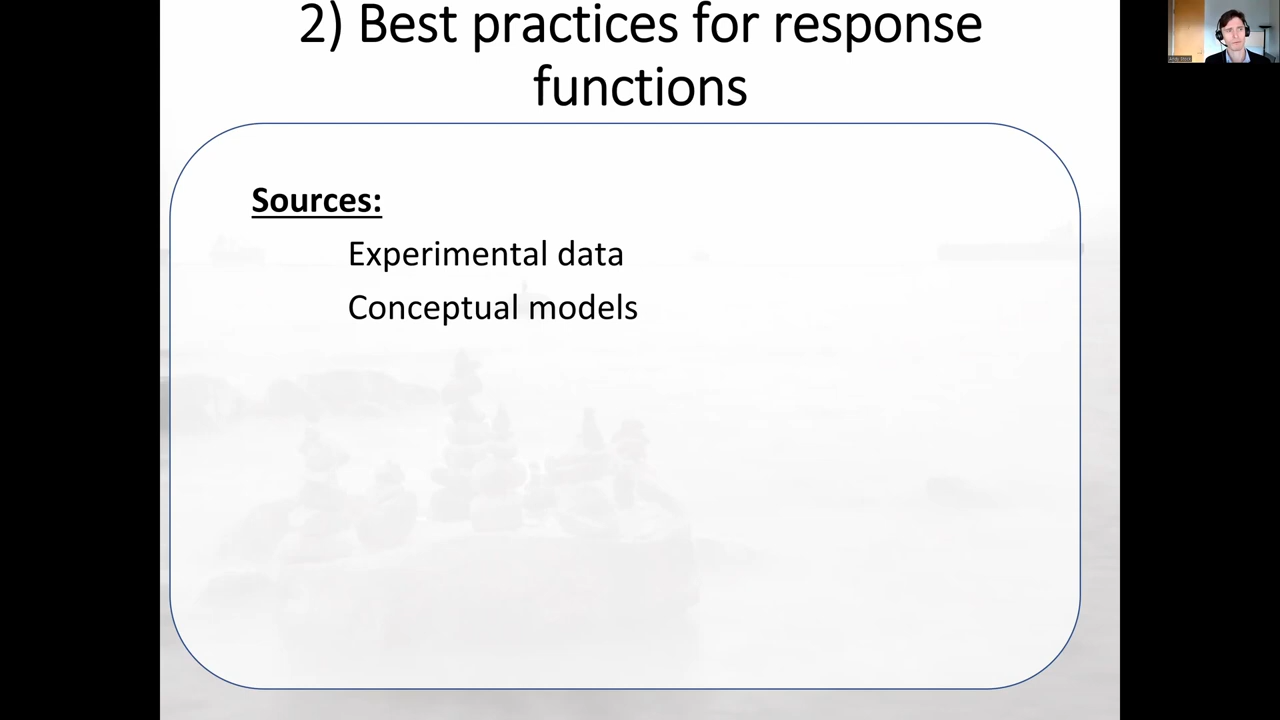 2) Best practices for response
functions
Sources:
Experimental data
Conceptual models